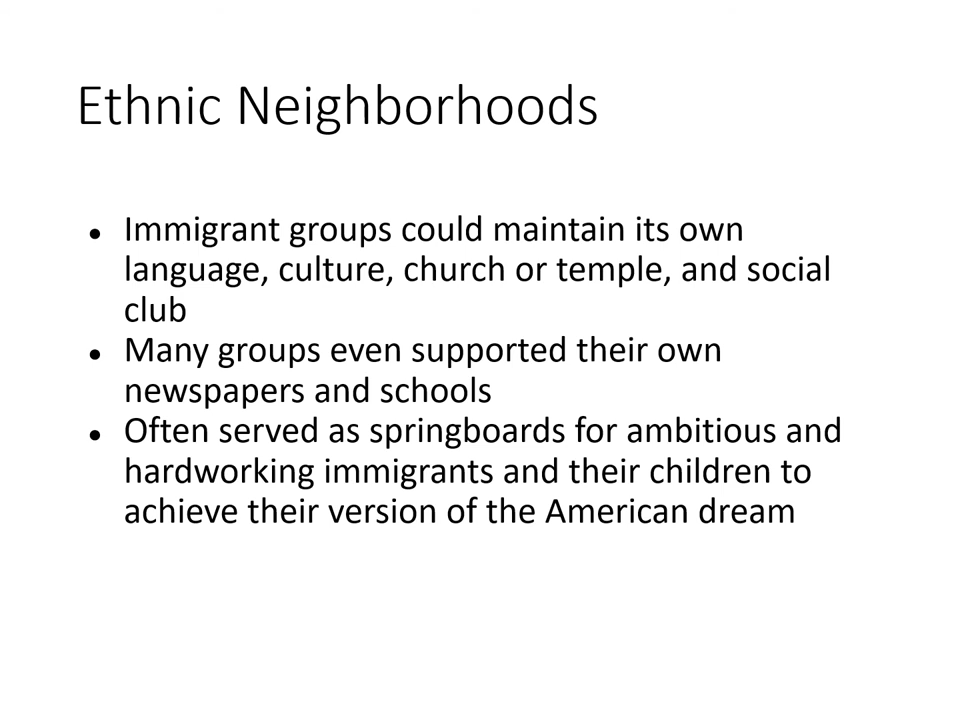 Ethnic Neighborhoods
• Immigrant groups could maintain its own
language, culture, church or temple, and social
club
• Many groups even supported their own
newspapers and schools
• Often served as springboards for ambitious and
hardworking immigrants and their children to
achieve their version of the American dream